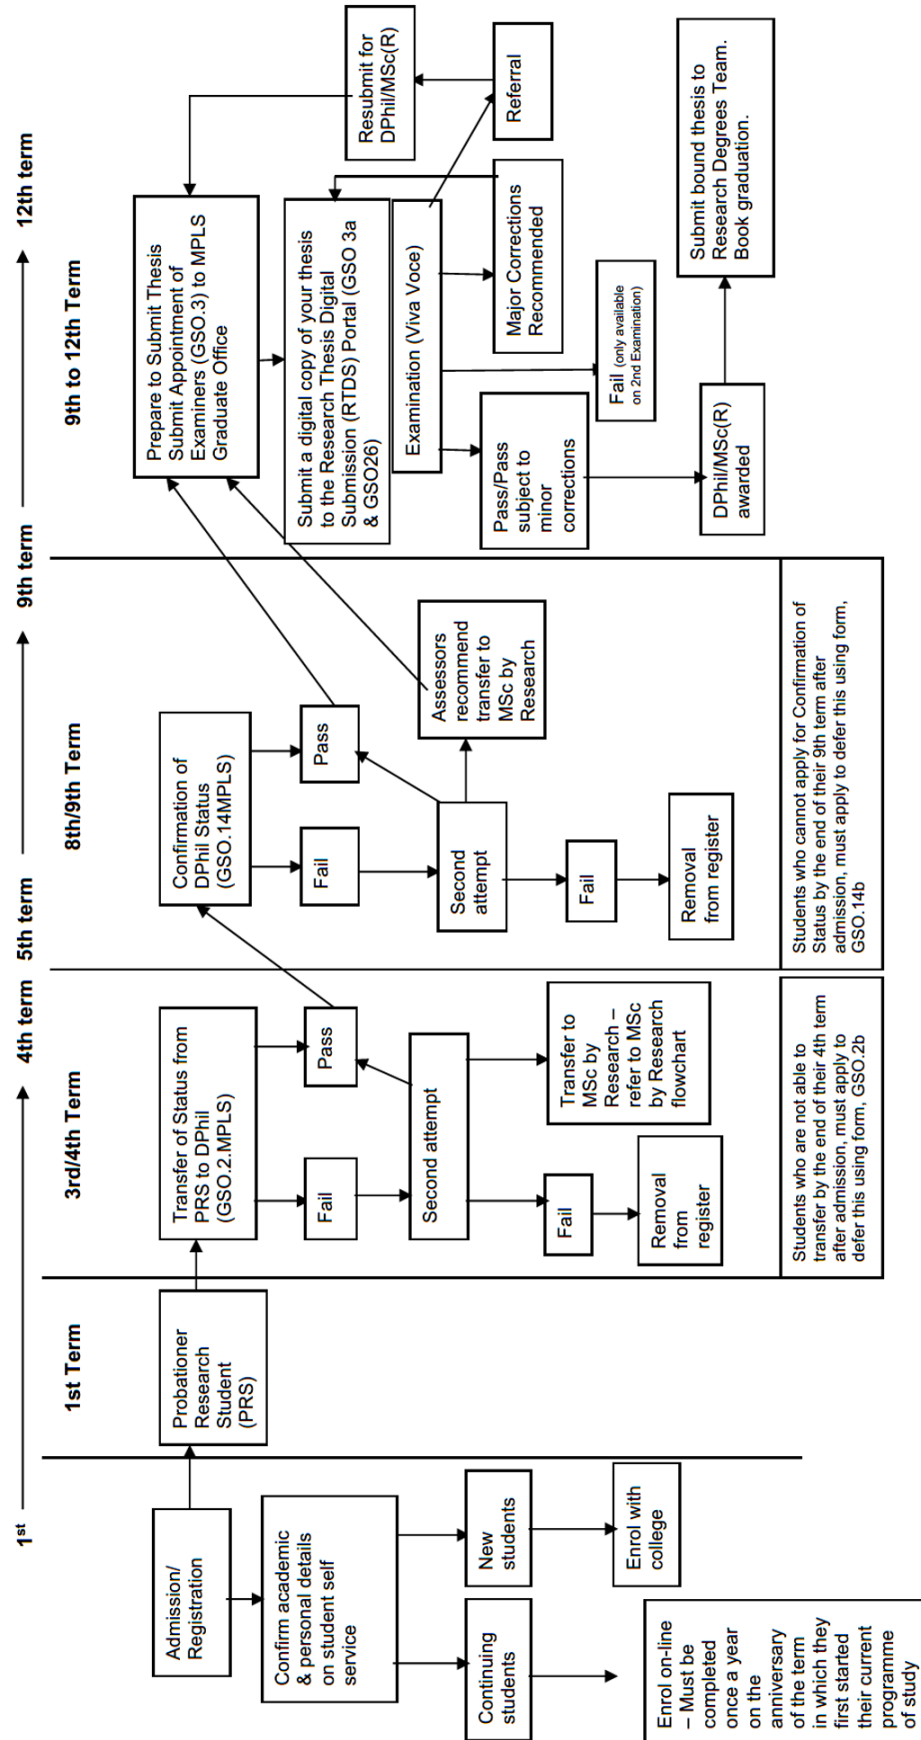 1st
4th term
5th term
9th term
12th term
1st Term
3rd/4th Term
8th/9th Term
9th to 12th Term
Admission/
Registration
Confirm academic
& personal details
on student self
service
Continuing
students
New
students
Enrol on-line
– Must be
completed
once a year
on the
anniversary
of the term
in which they
first started
their current
programme
of study
Enrol with
college
Probationer
Research
Student
(PRS)
Transfer of Status from
PRS to DPhil
(GSO.2.MPLS)
Fail
Pass
Second attempt
Fail
Removal
from
register
Transfer to
MSc by
Research –
refer to MSc
by Research
flowchart
Students who are not able to
transfer by the end of their 4th term
after admission, must apply to
defer this using form, GSO.2b
Confirmation of
DPhil Status
(GSO.14MPLS)
Fail
Pass
Second
attempt
Assessors
recommend
transfer to
MSc by
Research
Fail
Removal
from register
Students who cannot apply for Confirmation of
Status by the end of their 9th term after
admission, must apply to defer this using form,
GSO.14b
Prepare to Submit Thesis
Submit Appointment of
Examiners (GSO.3) to MPLS
Graduate Office
Submit a digital copy of your thesis
to the Research Thesis Digital
Submission (RTDS) Portal (GSO 3a
& GSO26)
Examination (Viva Voce)
Pass/Pass
subject to
minor
corrections
Fail (only available
on 2nd Examination)
Major Corrections
Recommended
Referral
Resubmit for
DPhil/MSc(R)
DPhil/MSc(R)
awarded
Submit bound thesis to
Research Degrees Team.
Book graduation.